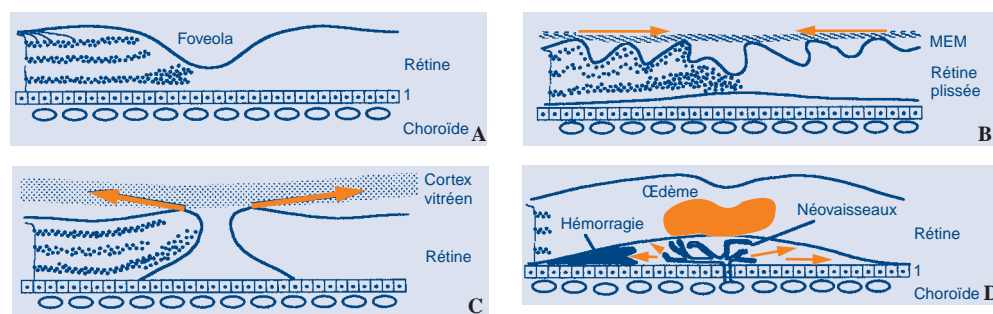 Foveola
Rétine
1
Choroïde
A
MEM
Rétine
plissée
B
Cortex
vitréen
Rétine
C
Œdème
Hémorragie
Néovaisseaux
Rétine
1
Choroïde
D